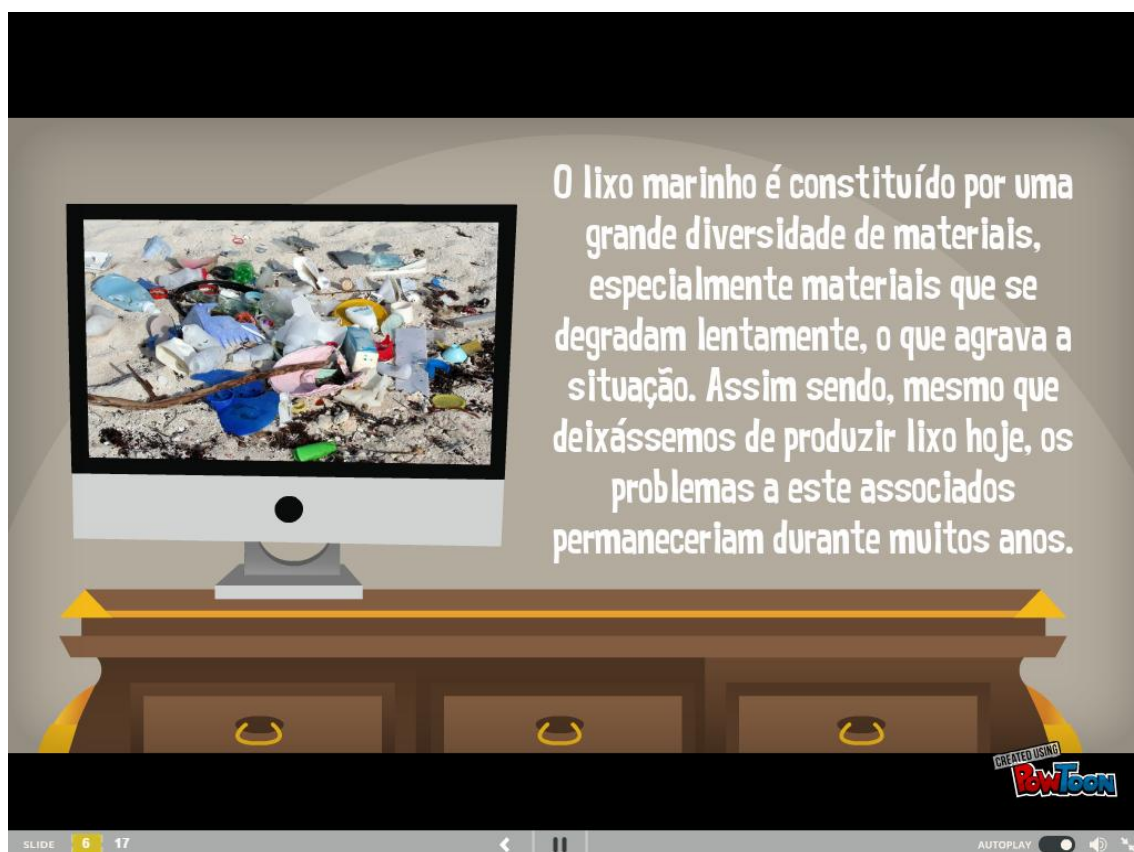 O lixo marinho é constituído por uma
grande diversidade de materiais,
especialmente materiais que se
degradam lentamente, o que agrava a
situação. Assim sendo, mesmo que
deixássemos de produzir lixo hoje, os
problemas a este associados
permaneceriam durante muitos anos.
CREATED USING
POWTOON
SLIDE 6 17
AUTOPLAY